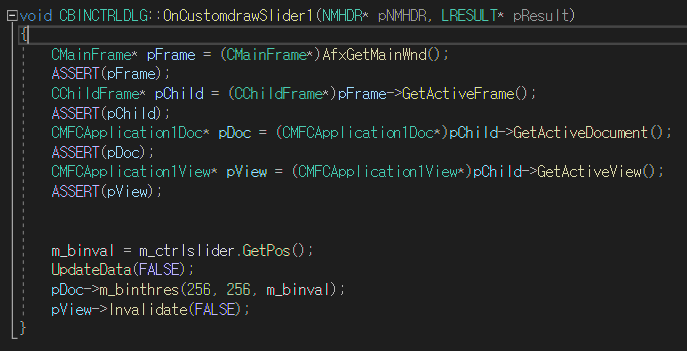 void CBINCTRLDLG::OnCustomdrawSlider1(NMHDR* pNMHDR, LRESULT* pResult)
{
CMainFrame* pFrame = (CMainFrame*)AfxGetMainWnd();
ASSERT(pFrame);
CChildFrame* pChild = (CChildFrame*)pFrame->GetActiveFrame();
ASSERT(pChild);
CMFCApplication1Doc* pDoc = (CMFCApplication1Doc*)pChild->GetActiveDocument();
ASSERT(pDoc);
CMFCApplication1View* pView = (CMFCApplication1View*)pChild->GetActiveView();
ASSERT(pView);
m_binval = m_ctrlslider.GetPos();
UpdateData(FALSE);
pDoc->m_binthres(256, 256, m_binval);
pView->Invalidate(FALSE);
}